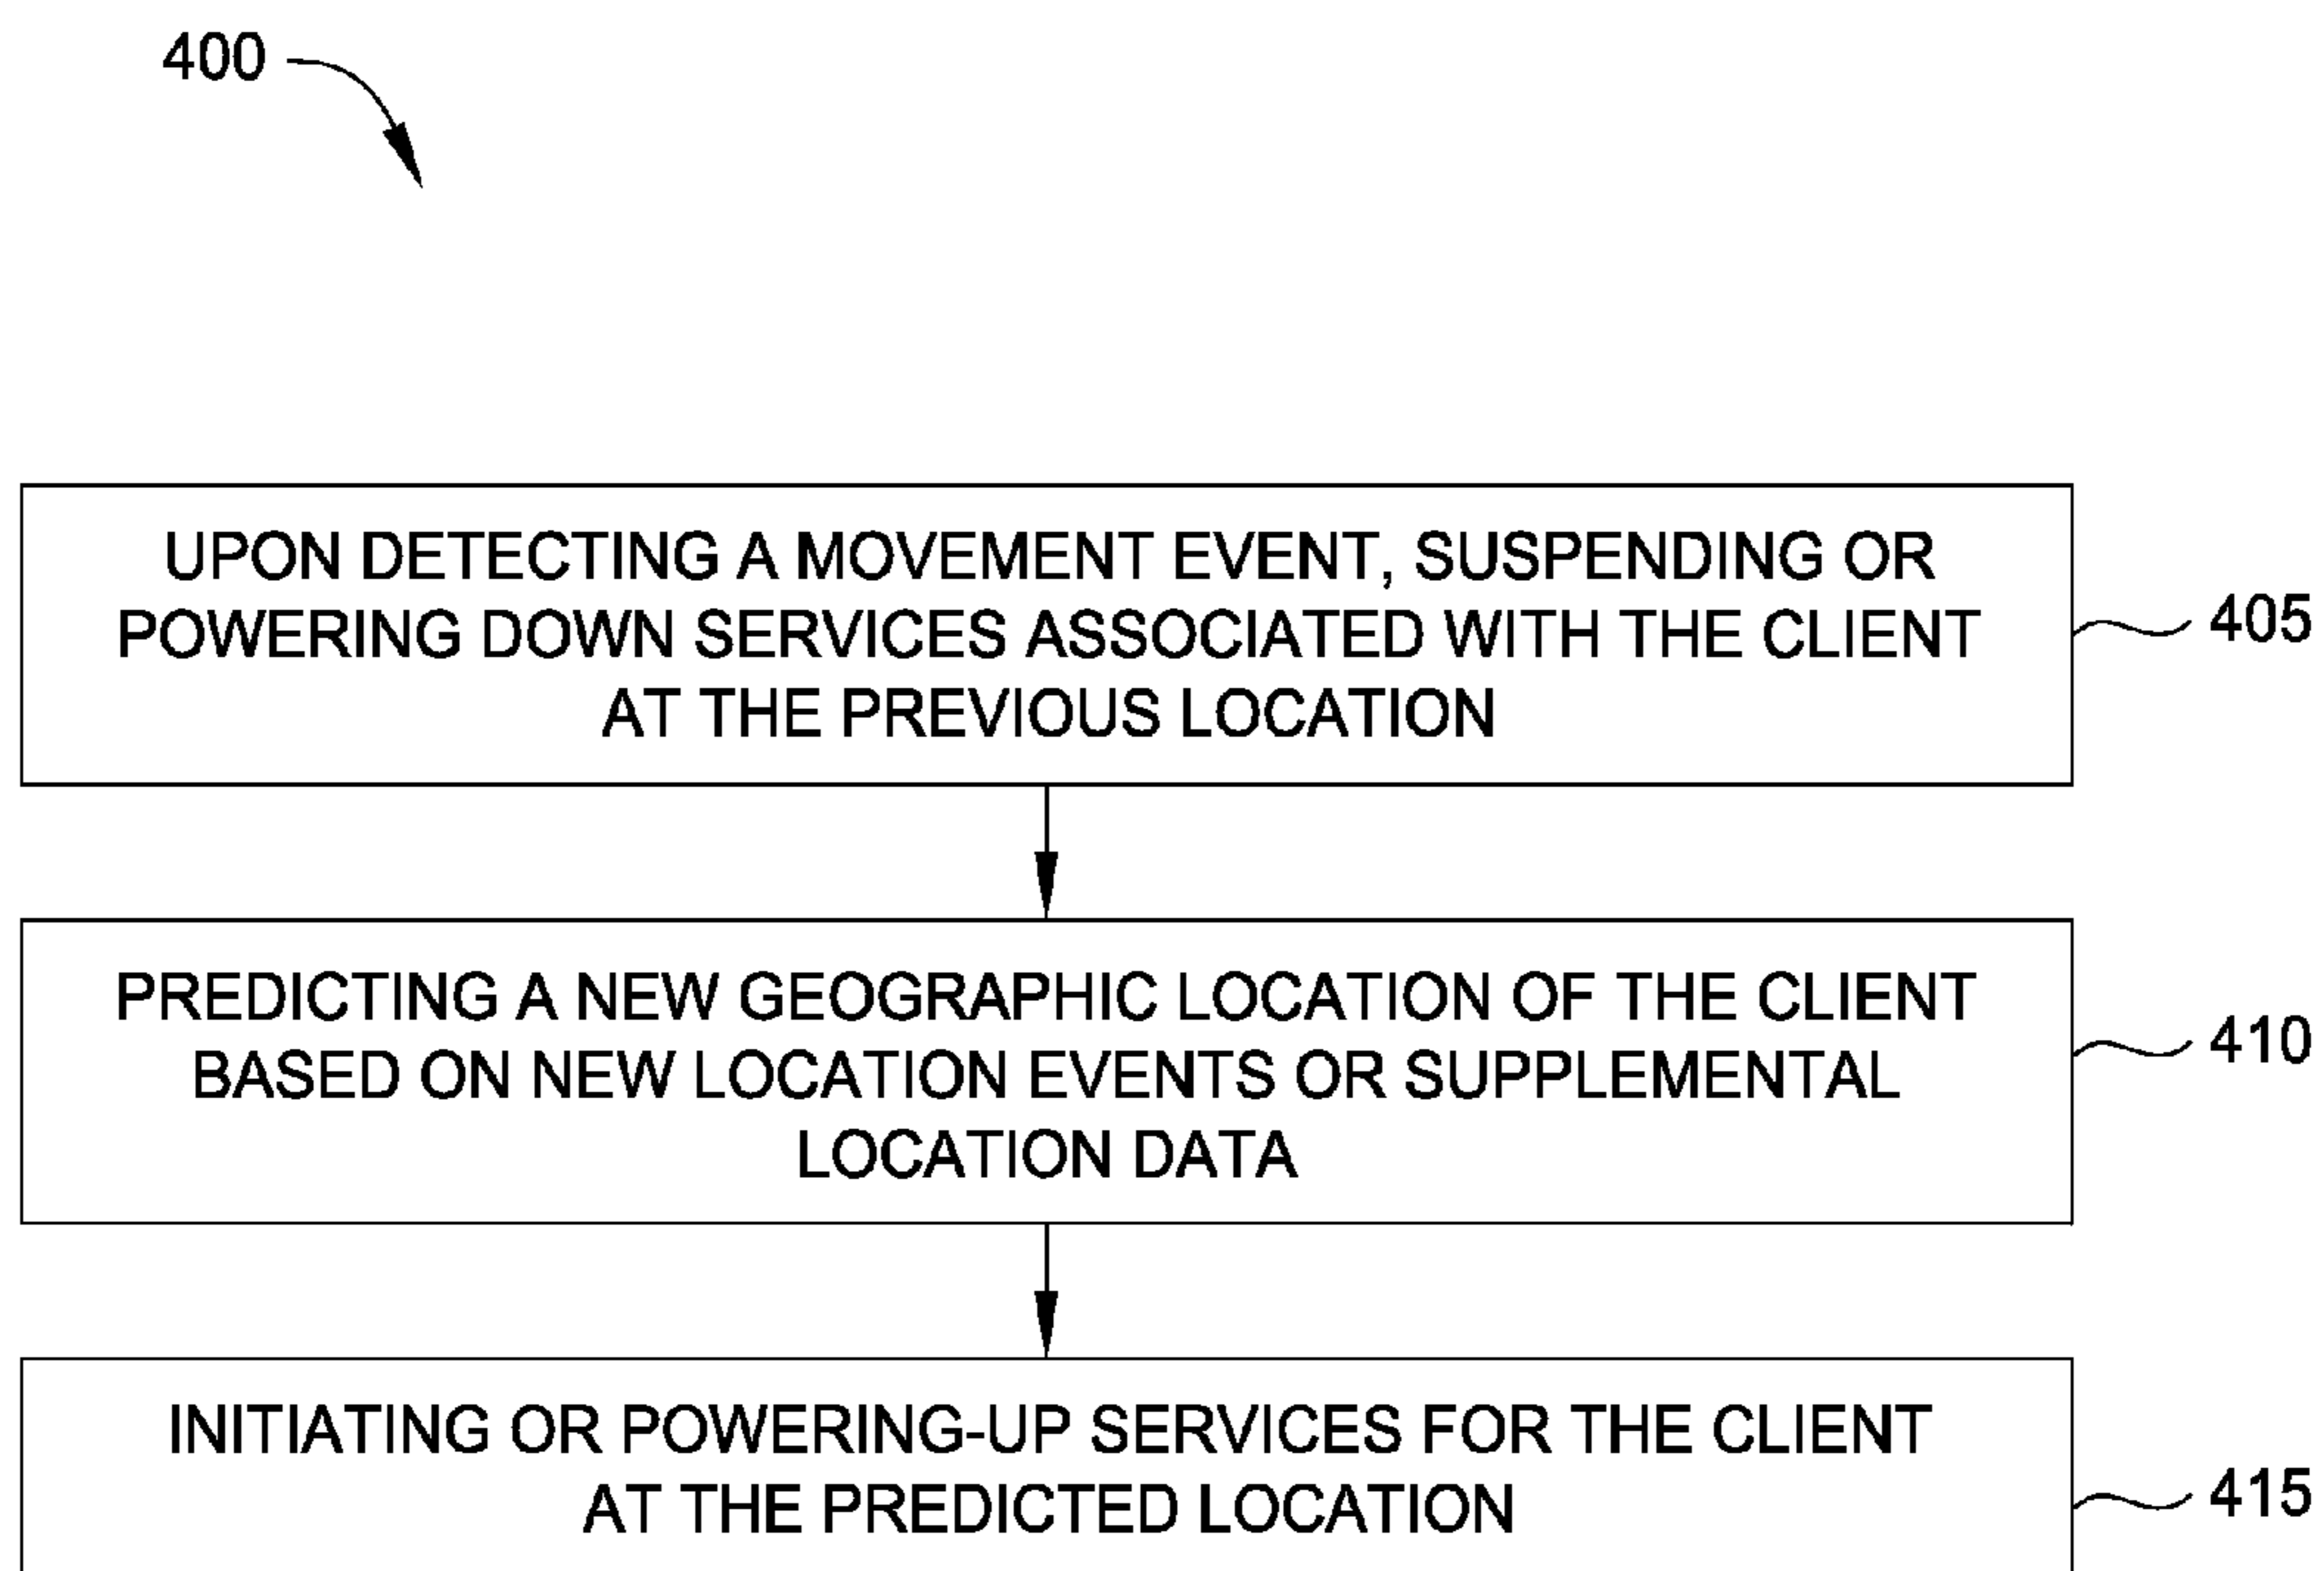 400
UPON DETECTING A MOVEMENT EVENT, SUSPENDING OR
POWERING DOWN SERVICES ASSOCIATED WITH THE CLIENT
AT THE PREVIOUS LOCATION
405
PREDICTING A NEW GEOGRAPHIC LOCATION OF THE CLIENT
BASED ON NEW LOCATION EVENTS OR SUPPLEMENTAL
LOCATION DATA
410
INITIATING OR POWERING-UP SERVICES FOR THE CLIENT
AT THE PREDICTED LOCATION
415